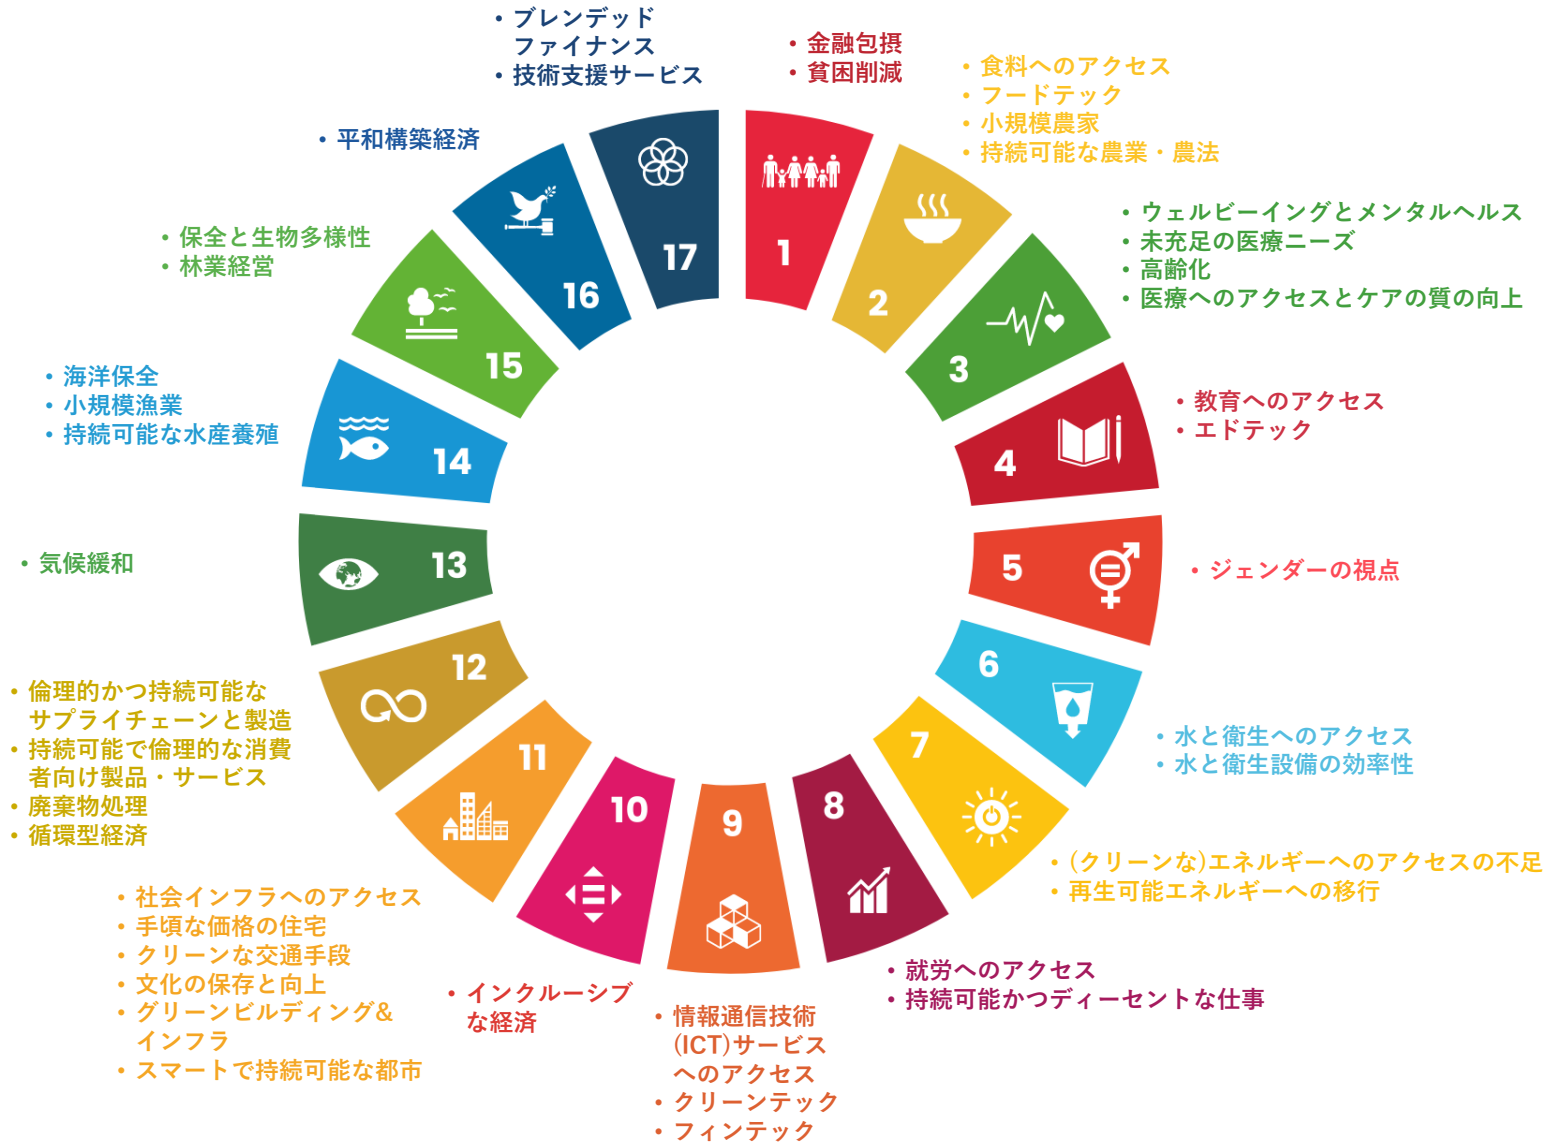 ・ブレンデッド
ファイナンス
・技術支援サービス
17
・金融包摂
・貧困削減
1
・食料へのアクセス
・フードテック
・小規模農家
・持続可能な農業・農法
2
・ウェルビーイングとメンタルヘルス
・未充足の医療ニーズ
・高齢化
・医療へのアクセスとケアの質の向上
3
・教育へのアクセス
・エドテック
4
・ジェンダーの視点
5
・水と衛生へのアクセス
・水と衛生設備の効率性
6
・(クリーンな)エネルギーへのアクセスの不足
・再生可能エネルギーへの移行
7
・就労へのアクセス
・持続可能かつディーセントな仕事
8
・情報通信技術
(ICT)サービス
へのアクセス
・クリーンテック
・フィンテック
9
・インクルーシブ
な経済
10
・社会インフラへのアクセス
・手頃な価格の住宅
・クリーンな交通手段
・文化の保存と向上
・グリーンビルディング&
インフラ
・スマートで持続可能な都市
11
・倫理的かつ持続可能な
サプライチェーンと製造
・持続可能で倫理的な消費
者向け製品・サービス
・廃棄物処理
・循環型経済
12
・気候緩和
13
・海洋保全
・小規模漁業
・持続可能な水産養殖
14
・保全と生物多様性
・林業経営
15
・平和構築経済
16